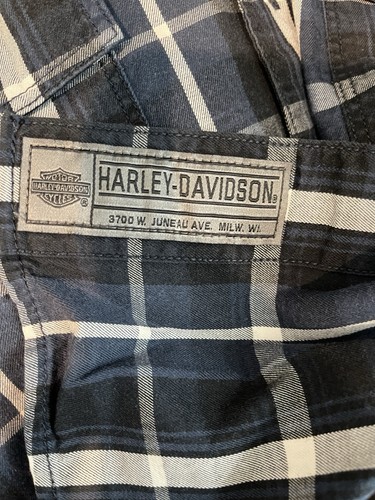 MOTOR
HARLEY-DAVIDSON
CYCLES
®
HARLEY-DAVIDSON®
3700 W. JUNEAU AVE. MILW. WI.